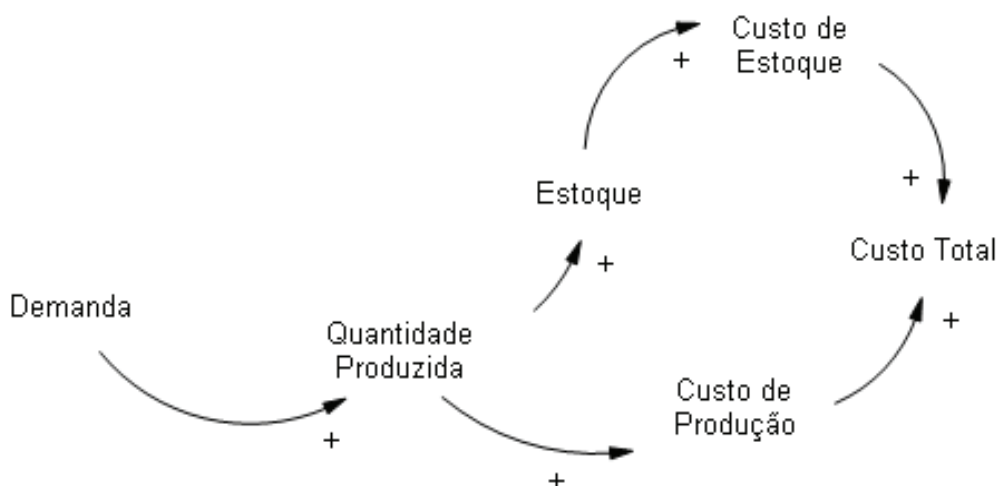 Custo de
Estoque
+
+
Estoque
+
Custo Total
+
Demanda
Quantidade
Produzida
+
Custo de
Produção
+